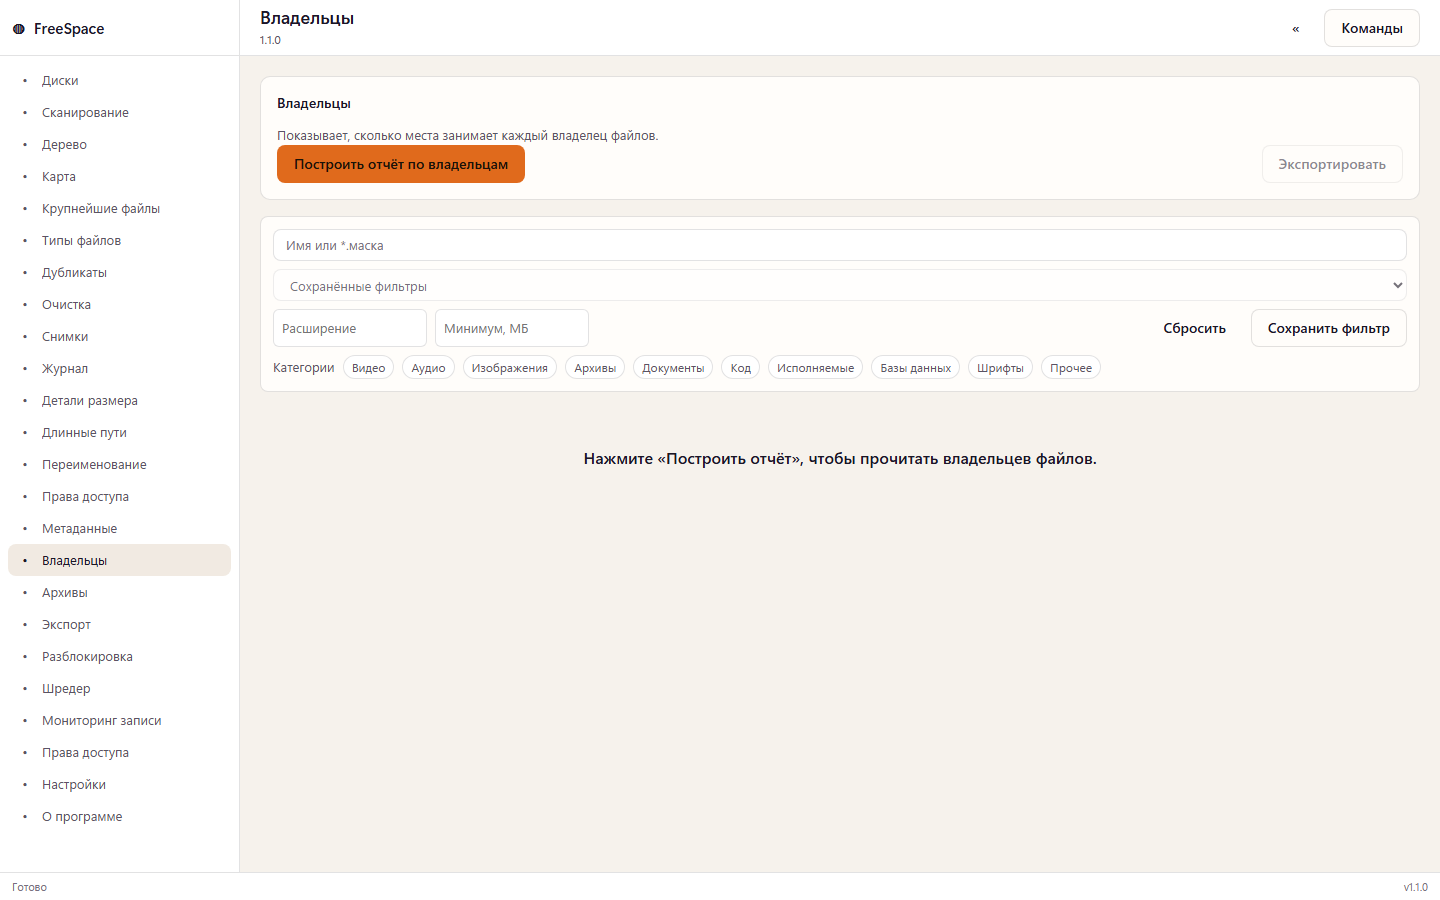 FreeSpace
Владельцы
1.1.0
«
Команды
• Диски
• Сканирование
• Дерево
• Карта
• Крупнейшие файлы
• Типы файлов
• Дубликаты
• Очистка
• Снимки
• Журнал
• Детали размера
• Длинные пути
• Переименование
• Права доступа
• Метаданные
• Владельцы
• Архивы
• Экспорт
• Разблокировка
• Шредер
• Мониторинг записи
• Права доступа
• Настройки
• О программе
Владельцы
Показывает, сколько места занимает каждый владелец файлов.
Построить отчёт по владельцам
Экспортировать
Имя или *.маска
Сохранённые фильтры
Расширение
Минимум, МБ
Сбросить
Сохранить фильтр
Категории Видео Аудио Изображения Архивы Документы Код Исполняемые Базы данных Шрифты Прочее
Нажмите «Построить отчёт», чтобы прочитать владельцев файлов.
Готово
v1.1.0